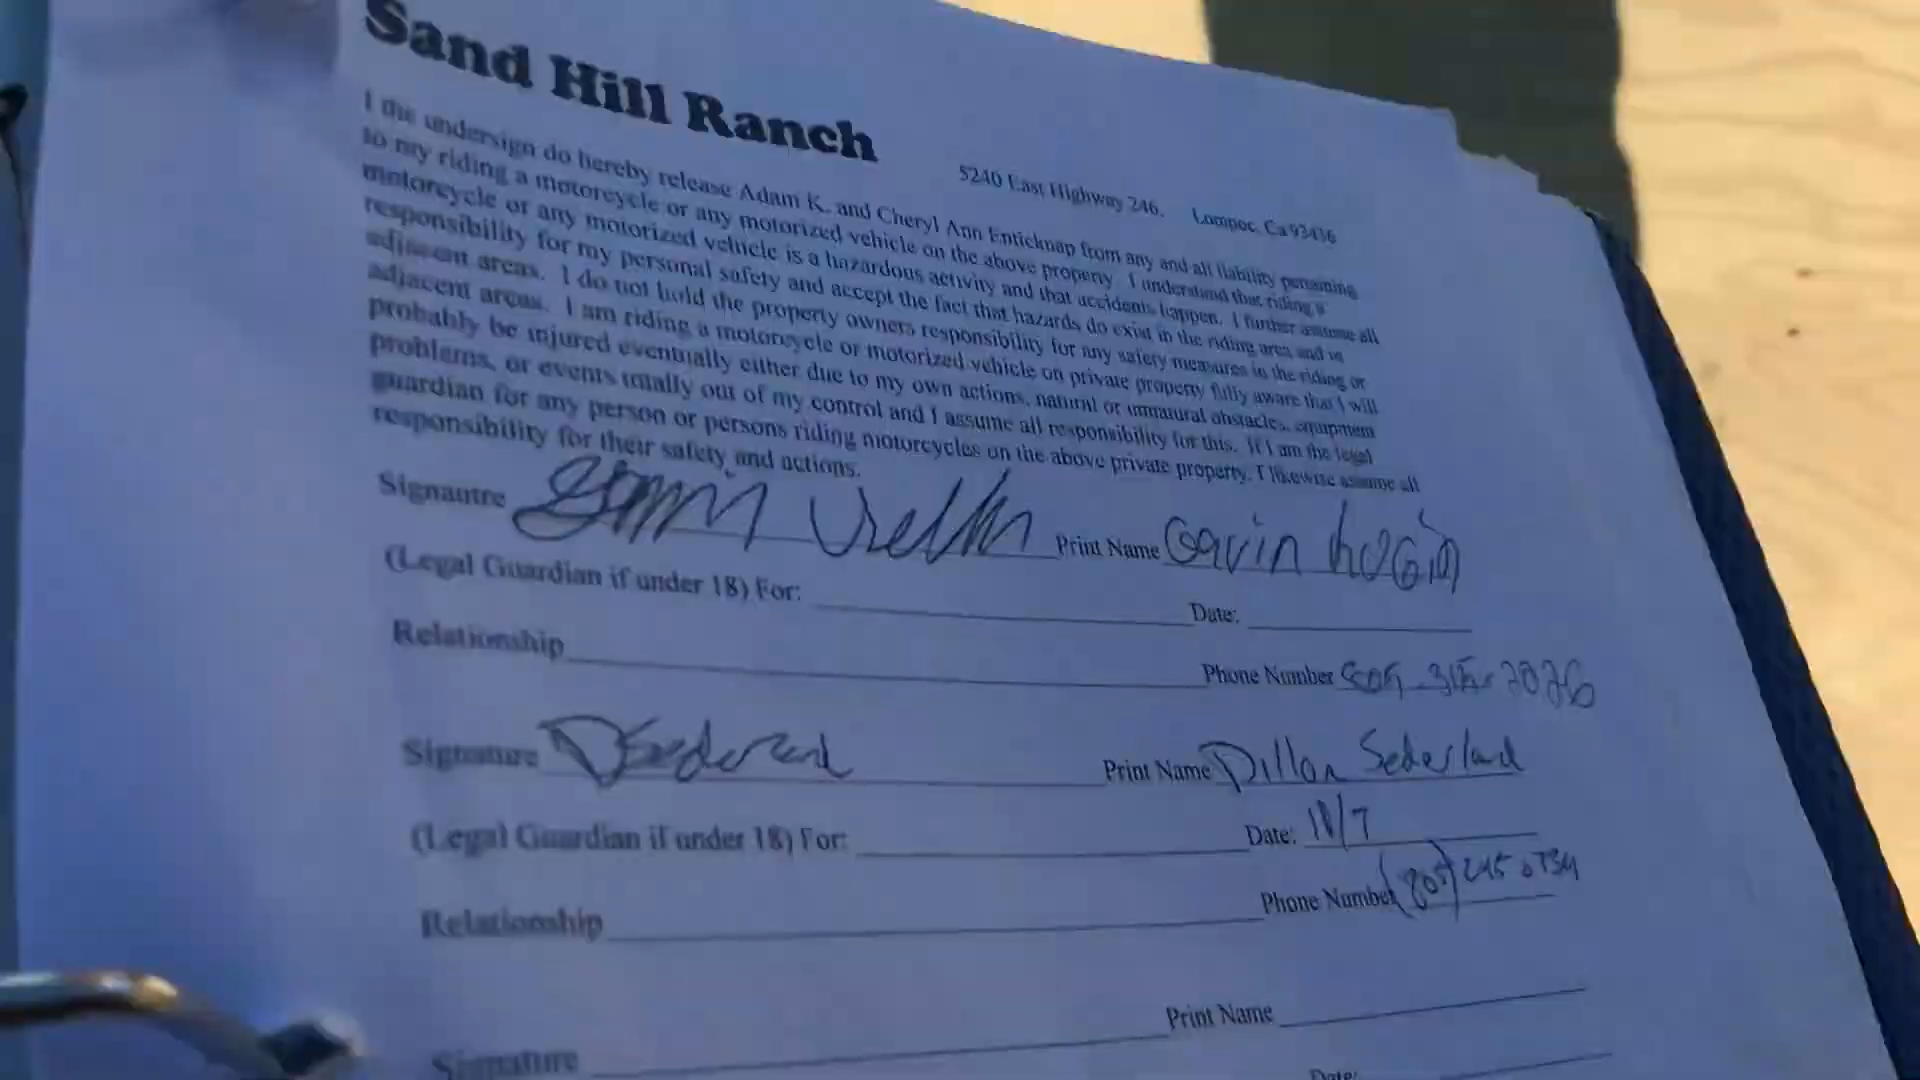 Sand Hill Ranch
5240 East Highway 246, Lompoc, Ca 93436
I the undersign do hereby release Adam K. and Cheryl Ann Enticknap from any and all liability pertaining
to my riding a motorcycle or any motorized vehicle on the above property. I understand that riding a
motorcycle or any motorized vehicle is a hazardous activity and that accidents happen. I further assume all
responsibility for my personal safety and accept the fact that hazards do exist in the riding area and in
adjacent areas. I do not hold the property owners responsibility for any safety measures in the riding or
adjacent areas. I am riding a motorcycle or motorized vehicle on private property fully aware that I will
probably be injured eventually either due to my own actions, natural or unnatural obstacles, equipment
problems, or events totally out of my control and I assume all responsibility for this. If I am the legal
guardian for any person or persons riding motorcycles on the above private property, I likewise assume all
responsibility for their safety and actions.
Signautre Print Name Gavin
(Legal Guardian if under 18) For: Date:
Relationship Phone Number
Signature Print Name Dillon Sederland
(Legal Guardian if under 18) For: Date: 10/7
Relationship Phone Number (805) 245 0734
Signature Print Name
Date: